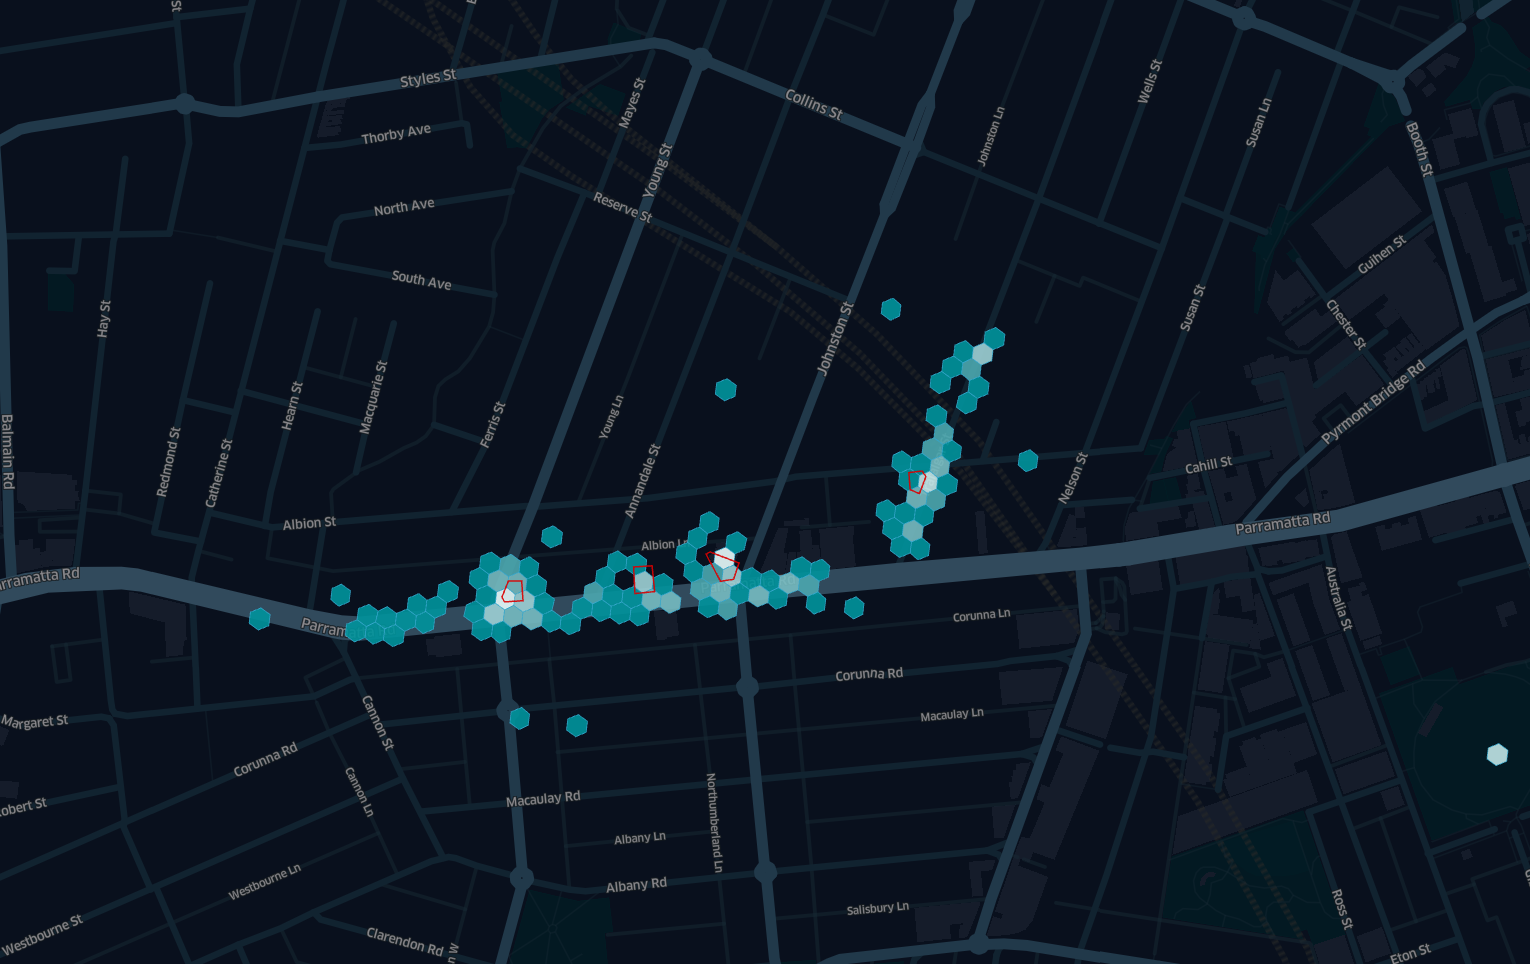 St
Styles St
Collins St
Mayes St
Wells St
Johnston Ln
Susan Ln
Booth St
Thorby Ave
Young St
North Ave
Reserve St
South Ave
Guihen St
Hay St
Susan St
Chester St
Johnston St
Macquarie St
Hearn St
Pyrmont Bridge Rd
Young Ln
Ferris St
Balmain Rd
Redmond St
Catherine St
Annandale St
Nelson St
Cahill St
Albion St
Parramatta Rd
Albion Ln
Parramatta Rd
Australia St
Corunna Ln
Corunna Rd
Margaret St
Cannon St
Macaulay Ln
Corunna Rd
Cannon Ln
Macaulay Rd
Northumberland Ln
Robert St
Albany Ln
Westbourne Ln
Albany Rd
Salisbury Ln
Ross St
Westbourne St
Clarendon Rd
Eton St